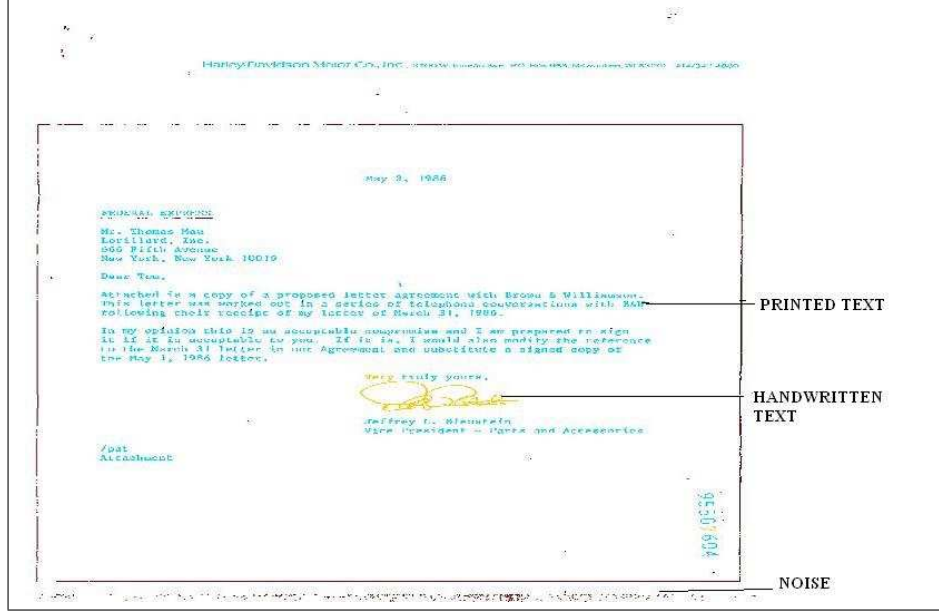 Harley-Davidson Motor Co., Inc.
May 2, 1986
FEDERAL EXPRESS
Mr. Thomas Mau
Lorillard, Inc.
666 Fifth Avenue
New York, New York 10019
Dear Tom,
Attached is a copy of a proposed letter agreement with Brown & Williamson.
This letter was worked out in a series of telephone conversations with B&W
PRINTED TEXT
following their receipt of my letter of March 31, 1986.
In my opinion this is an acceptable compromise and I am prepared to sign
it if it is acceptable to you. If it is, I would also modify the reference
to the March 31 letter in our Agreement and substitute a signed copy of
the May 1, 1986 letter.
Very truly yours,
HANDWRITTEN
TEXT
Jeffrey L. Bleustein
Vice President - Parts and Accessories
/pat
Attachment
NOISE